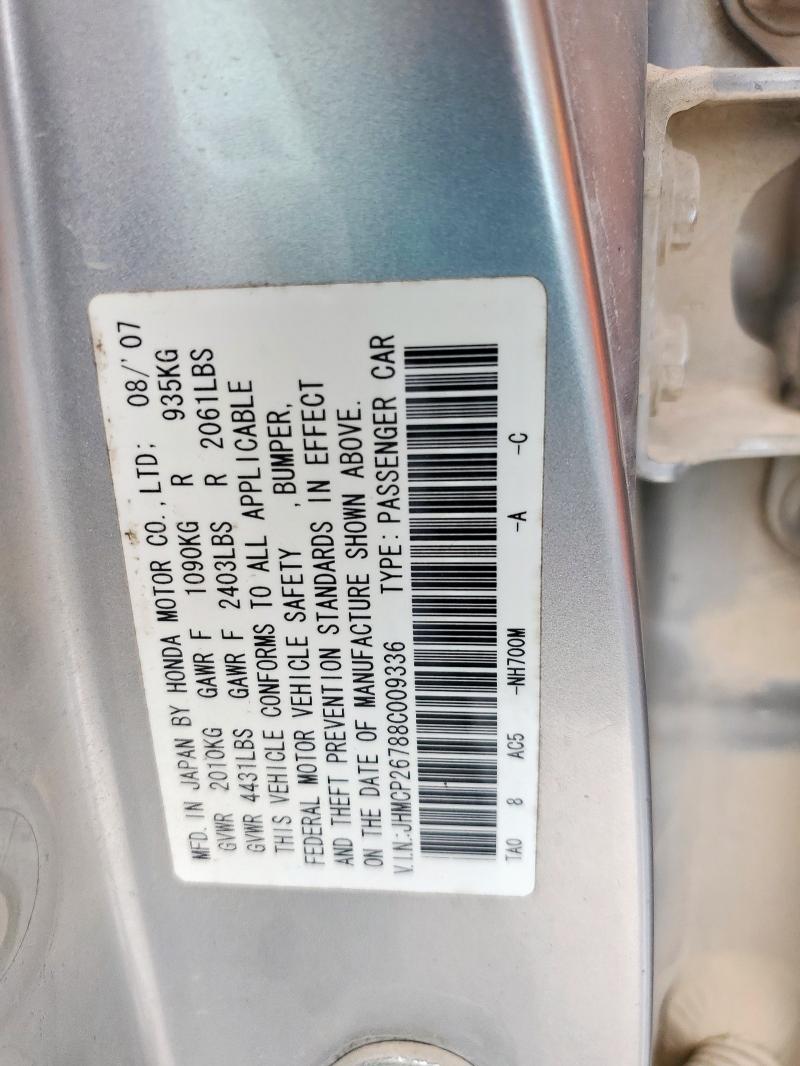 MFD. IN JAPAN BY HONDA MOTOR CO., LTD; 08/'07
GVWR 2010KG GAWR F 1090KG R 935KG
GVWR 4431LBS GAWR F 2403LBS R 2061LBS
THIS VEHICLE CONFORMS TO ALL APPLICABLE
FEDERAL MOTOR VEHICLE SAFETY , BUMPER,
AND THEFT PREVENTION STANDARDS IN EFFECT
ON THE DATE OF MANUFACTURE SHOWN ABOVE.
V.I.N.:JHMCP26788C009336 TYPE:PASSENGER CAR
TA0 8 AC5 -NH700M -A -C